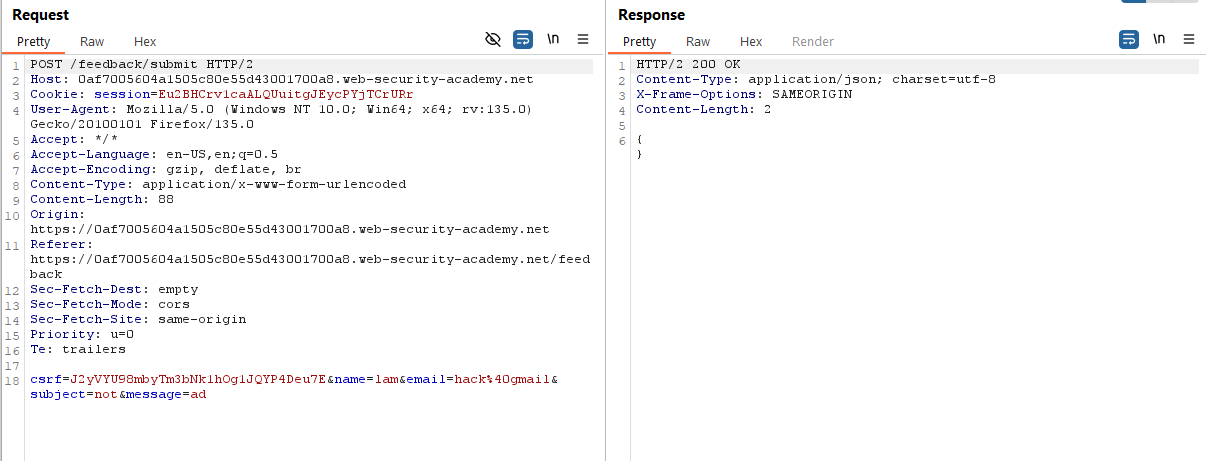 Request
Pretty Raw Hex
\n
1 POST /feedback/submit HTTP/2
2 Host: 0af7005604a1505c80e55d43001700a8.web-security-academy.net
3 Cookie: session=Eu2BHCrv1caALQUuitgJEycPYjTCrURr
4 User-Agent: Mozilla/5.0 (Windows NT 10.0; Win64; x64; rv:135.0)
Gecko/20100101 Firefox/135.0
5 Accept: */*
6 Accept-Language: en-US,en;q=0.5
7 Accept-Encoding: gzip, deflate, br
8 Content-Type: application/x-www-form-urlencoded
9 Content-Length: 88
10 Origin:
https://0af7005604a1505c80e55d43001700a8.web-security-academy.net
11 Referer:
https://0af7005604a1505c80e55d43001700a8.web-security-academy.net/feed
back
12 Sec-Fetch-Dest: empty
13 Sec-Fetch-Mode: cors
14 Sec-Fetch-Site: same-origin
15 Priority: u=0
16 Te: trailers
17
18 csrf=J2yVYU98mbyTm3bNk1hOg1JQYP4Deu7E&name=lam&email=hack%40gmail&
subject=not&message=ad
Response
Pretty Raw Hex Render
\n
1 HTTP/2 200 OK
2 Content-Type: application/json; charset=utf-8
3 X-Frame-Options: SAMEORIGIN
4 Content-Length: 2
5
6 {
}